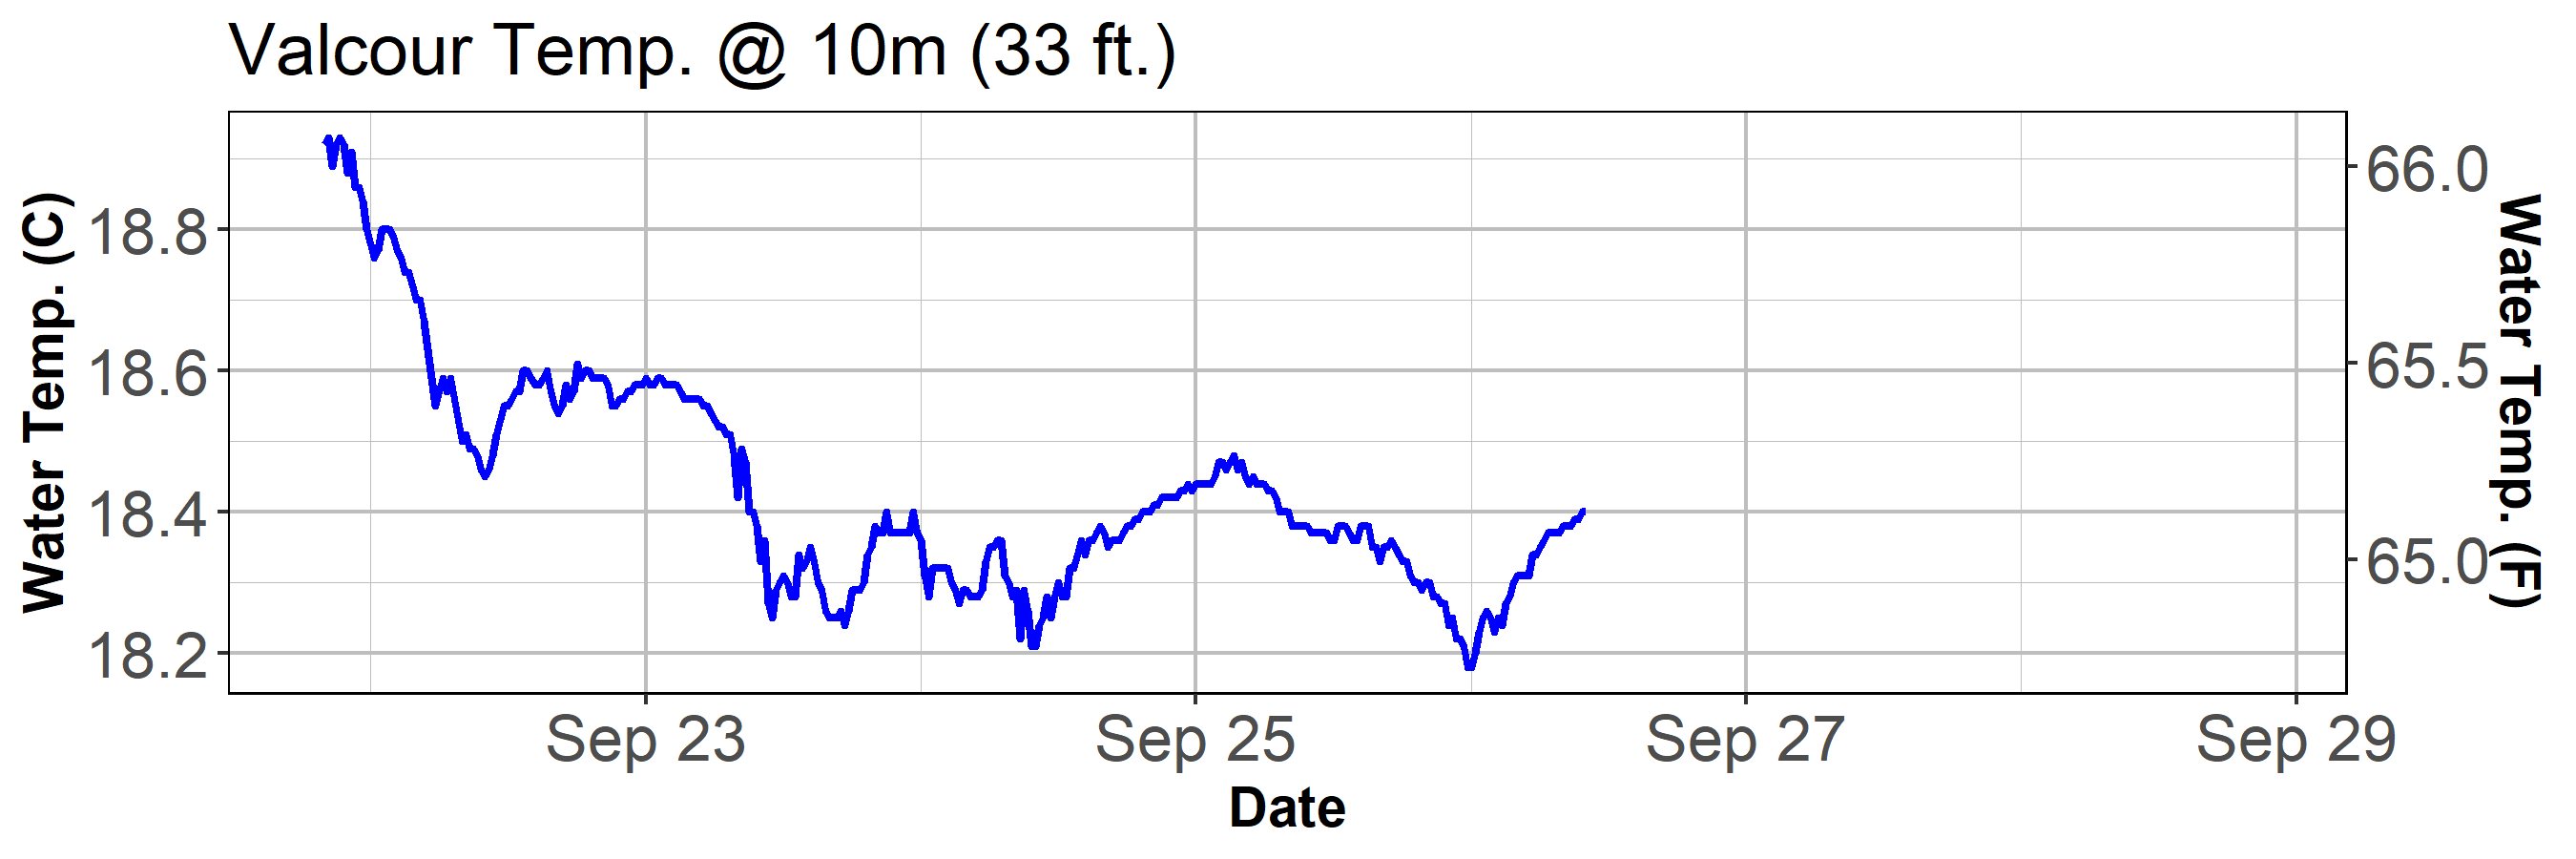 Valcour Temp. @ 10m (33 ft.)
Water Temp. (C)
18.8
18.6
18.4
18.2
66.0
65.5
65.0
Water Temp. (F)
Sep 23
Sep 25
Sep 27
Sep 29
Date